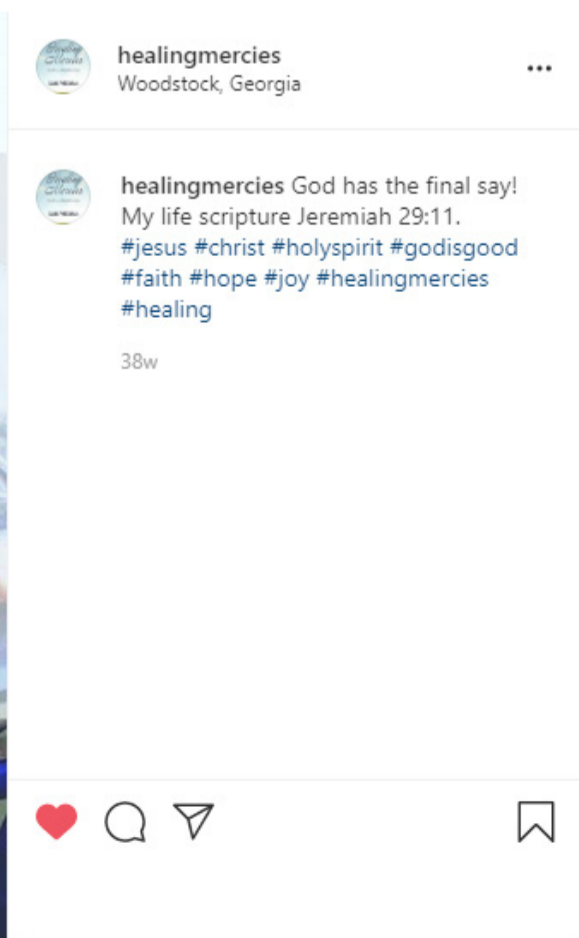 healingmercies
Woodstock, Georgia
healingmercies God has the final say!
My life scripture Jeremiah 29:11.
#jesus #christ #holyspirit #godisgood
#faith #hope #joy #healingmercies
#healing
38w